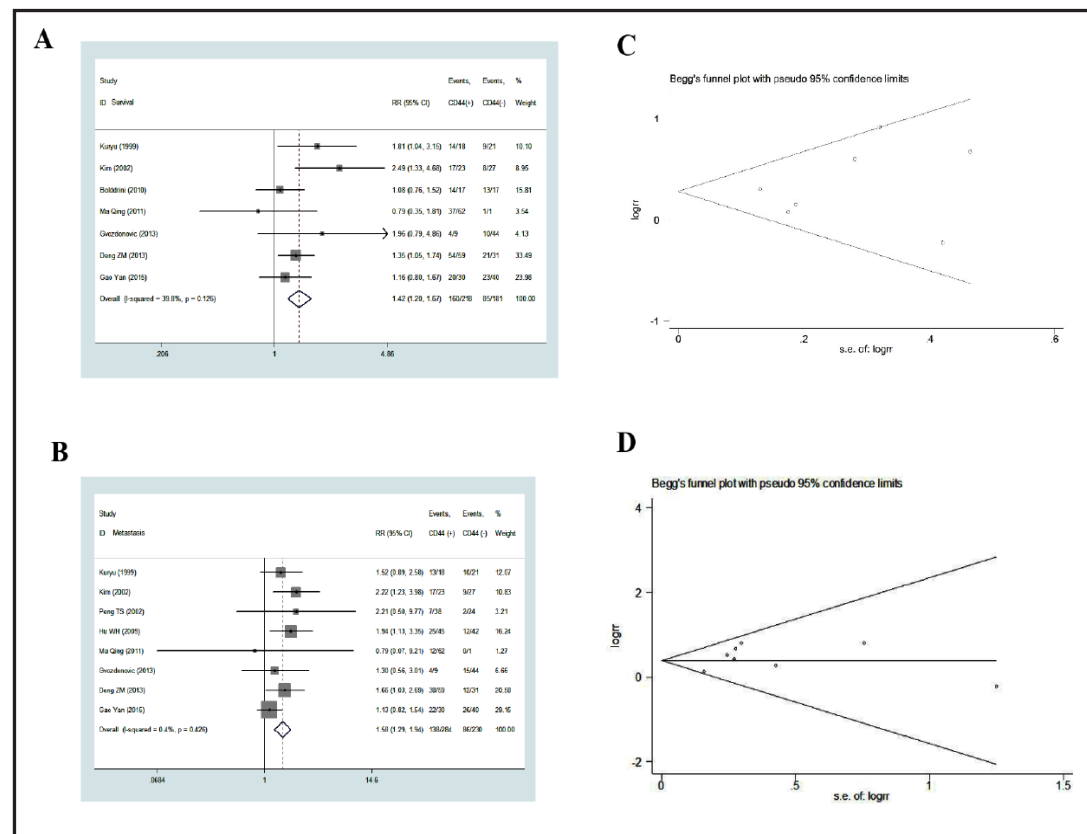 A
Study
Events,
Events,
%
ID Survival
RR (95% CI)
CD44(+)
CD44(-)
Weight
Kuryu (1999) 1.81 (1.04, 3.15) 14/18 9/21 10.10
Kim (2002) 2.49 (1.33, 4.68) 17/23 8/27 8.95
(2010) 1.08 (0.76, 1.52) 14/17 13/17 15.81
Ma Qing (2011) 0.79 (0.35, 1.81) 37/62 1/1 3.54
(2013) 1.96 (0.79, 4.86) 4/9 10/44 4.13
Deng ZM (2013) 1.35 (1.05, 1.74) 54/59 21/31 33.49
Gao Yan (2015) 1.16 (0.80, 1.67) 20/30 23/40 23.98
Overall (I-squared = 39.8%, p = 0.126) 1.42 (1.20, 1.67) 160/218 85/181 100.00
.206
1
4.86
C
Begg's funnel plot with pseudo 95% confidence limits
logrr
1
0
-1
0
.2
.4
.6
s.e. of: logrr
B
Study
Events,
Events,
%
ID Metastasis
RR (95% CI)
CD44 (+)
CD44 (-)
Weight
Kuryu (1999) 1.52 (0.89, 2.58) 13/18 10/21 12.67
Kim (2002) 2.22 (1.23, 3.98) 17/23 9/27 10.83
Peng TS (2002) 2.21 (0.50, 9.77) 7/38 2/24 3.21
Hu WH (2005) 1.94 (1.13, 3.35) 25/45 12/42 16.24
Ma Qing (2011) 0.79 (0.07, 9.21) 12/62 0/1 1.27
Gvozdenovic (2013) 1.30 (0.56, 3.01) 4/9 15/44 6.66
Deng ZM (2013) 1.66 (1.03, 2.69) 12/31
Gao Yan (2015) 1.13 (0.82, 1.54) 22/30 26/40 29.15
Overall (I-squared = 0.4%, p = 0.426) 1.58 (1.29, 1.94) 138/284 86/230 100.00
.0684
1
14.6
D
Begg's funnel plot with pseudo 95% confidence limits
logrr
4
2
0
-2
0
.5
1
1.5
s.e. of: logrr